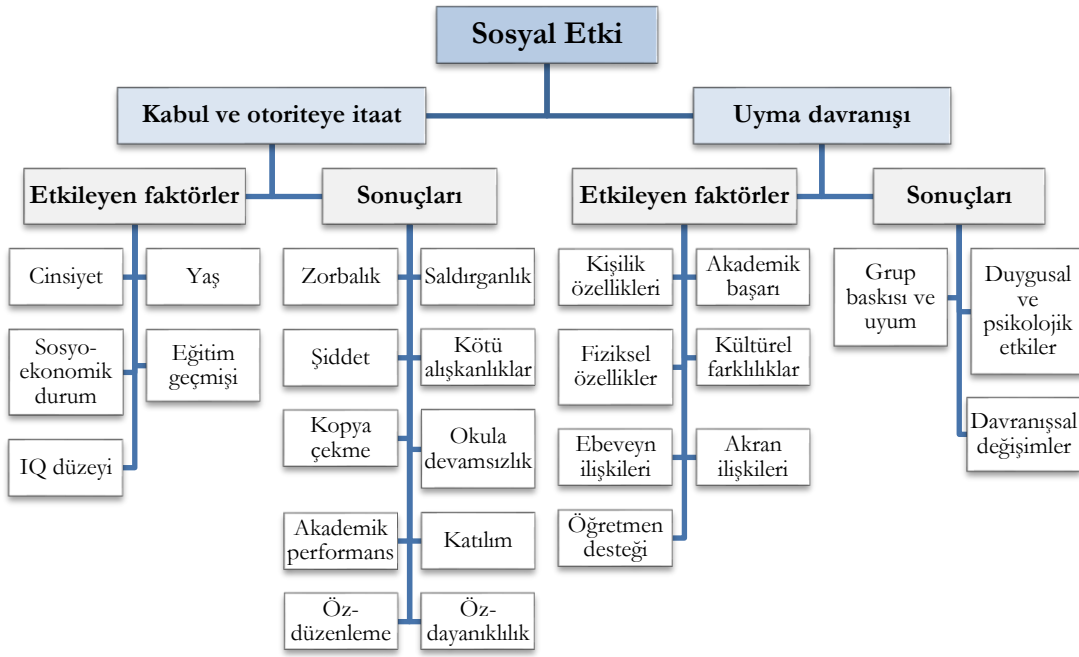 Sosyal Etki
Kabul ve otoriteye itaat
Uyma davranışı
Etkileyen faktörler
Sonuçları
Etkileyen faktörler
Sonuçları
Cinsiyet
Yaş
Sosyo-
ekonomik
durum
Eğitim
geçmişi
IQ düzeyi
Zorbalık
Saldırganlık
Şiddet
Kötü
alışkanlıklar
Kopya
çekme
Okula
devamsızlık
Akademik
performans
Katılım
Öz-
düzenleme
Öz-
dayanıklılık
Kişilik
özellikleri
Akademik
başarı
Fiziksel
özellikler
Kültürel
farklılıklar
Ebeveyn
ilişkileri
Akran
ilişkileri
Öğretmen
desteği
Grup
baskısı ve
uyum
Duygusal
ve
psikolojik
etkiler
Davranışsal
değişimler